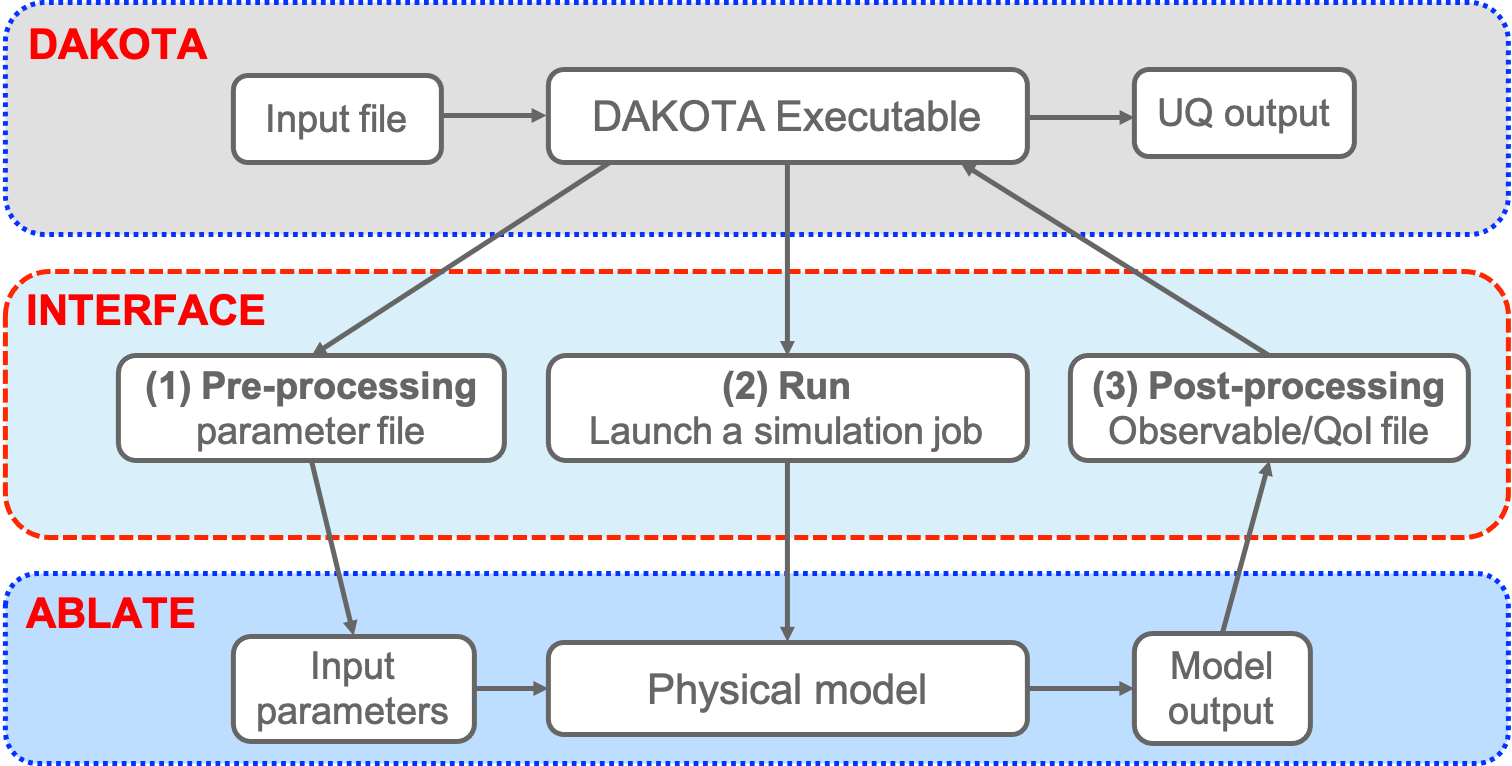 DAKOTA
Input file
DAKOTA Executable
UQ output
INTERFACE
(1) Pre-processing
parameter file
(2) Run
Launch a simulation job
(3) Post-processing
Observable/QoI file
ABLATE
Input
parameters
Physical model
Model
output